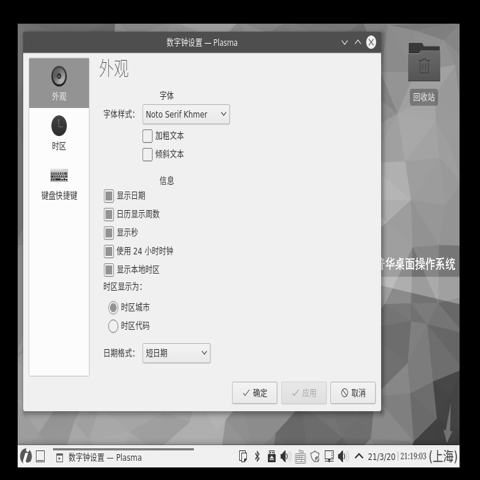 数字钟设置 — Plasma
外观
外观
时区
键盘快捷键
字体
字体样式： Noto Serif Khmer
加粗文本
倾斜文本
信息
显示日期
日历显示周数
显示秒
使用 24 小时时钟
显示本地时区
时区显示为：
时区城市
时区代码
日期格式： 短日期
确定 应用 取消
回收站
华桌面操作系统
数字钟设置 — Plasma
21/3/20 21:19:03 (上海)